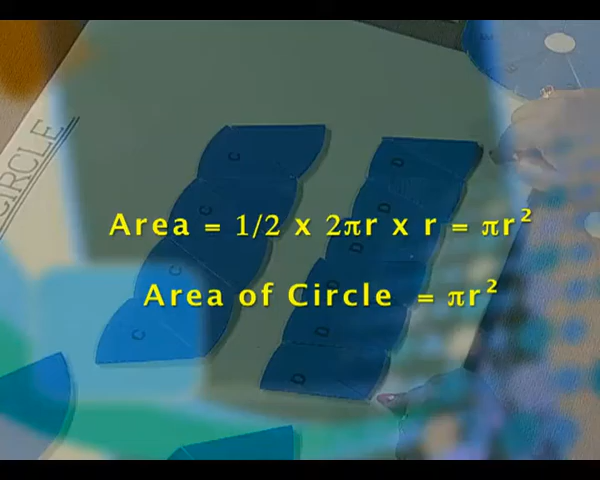 CIRCLE
C
D
C
D
D
C
D
D
C
D
D
Area = 1/2 x 2πr x r = πr²
Area of Circle = πr²